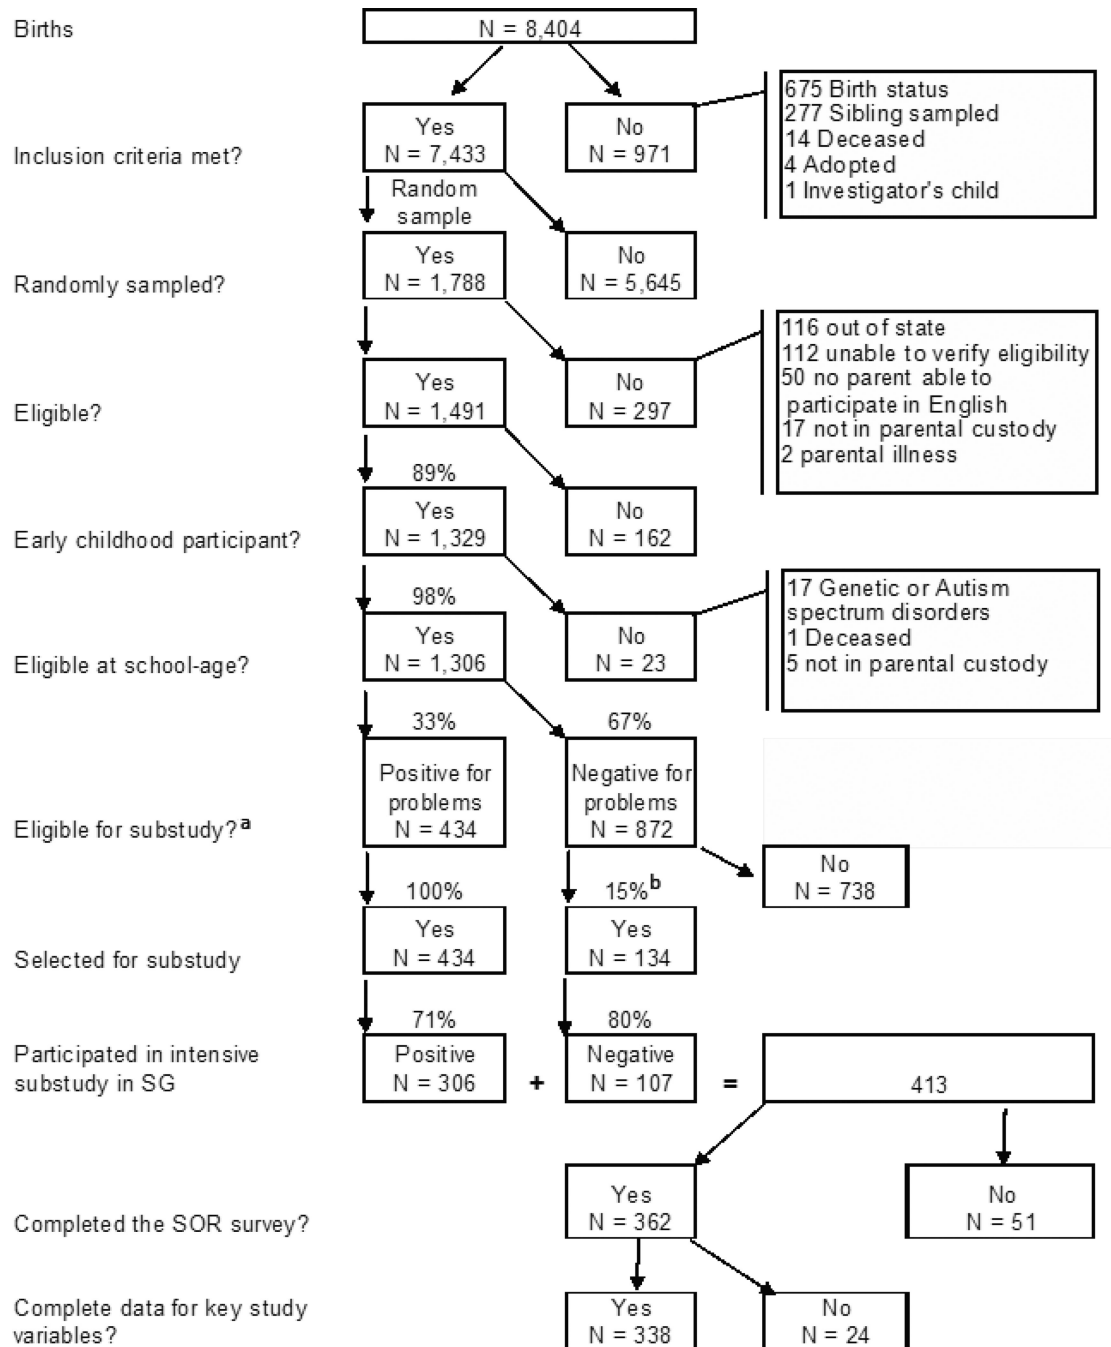 Births
N = 8,404
675 Birth status
277 Sibling sampled
14 Deceased
4 Adopted
1 Investigator's child
Inclusion criteria met?
Yes
N = 7,433
No
N = 971
Random
sample
Randomly sampled?
Yes
N = 1,788
No
N = 5,645
116 out of state
112 unable to verify eligibility
50 no parent able to
participate in English
17 not in parental custody
2 parental illness
Eligible?
Yes
N = 1,491
No
N = 297
89%
Early childhood participant?
Yes
N = 1,329
No
N = 162
17 Genetic or Autism
spectrum disorders
1 Deceased
5 not in parental custody
98%
Eligible at school-age?
Yes
N = 1,306
No
N = 23
33%
67%
Eligible for substudy?a
Positive for
problems
N = 434
Negative for
problems
N = 872
No
N = 738
100%
15%b
Selected for substudy
Yes
N = 434
Yes
N = 134
71%
80%
Participated in intensive
substudy in SG
Positive
N = 306
+
Negative
N = 107
=
413
Completed the SOR survey?
Yes
N = 362
No
N = 51
Complete data for key study
variables?
Yes
N = 338
No
N = 24